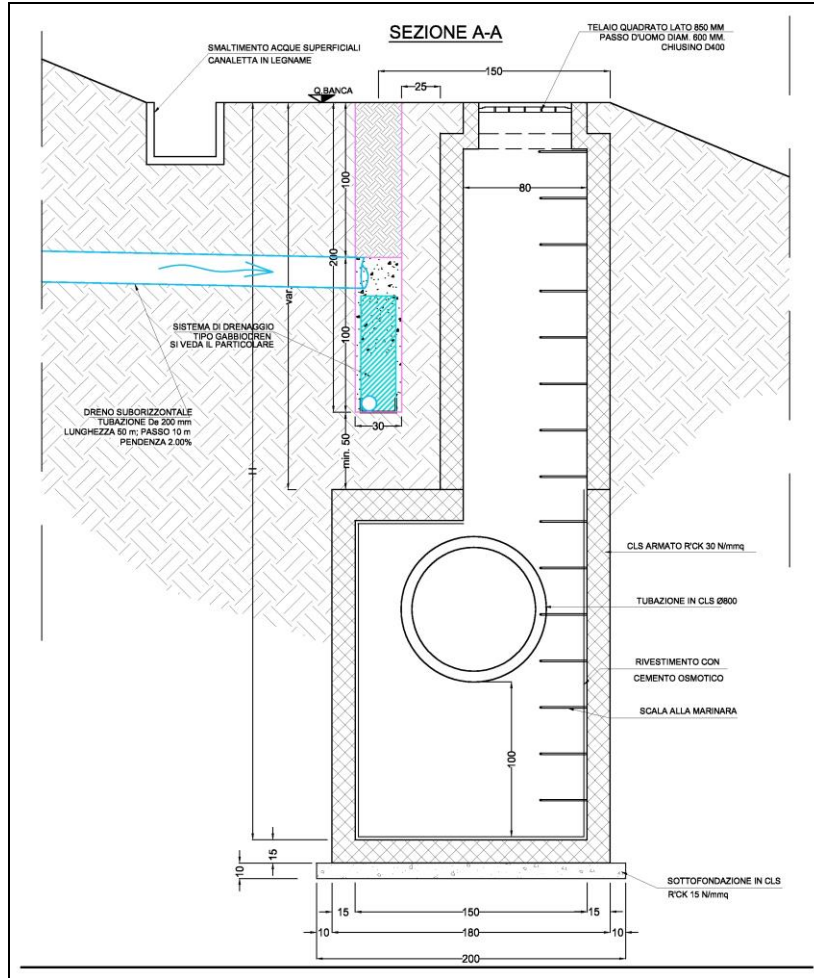 SEZIONE A-A
TELAIO QUADRATO LATO 850 MM
PASSO D'UOMO DIAM. 600 MM.
CHIUSINO D400
SMALTIMENTO ACQUE SUPERFICIALI
CANALETTA IN LEGNAME
150
25
Q.BANCA
100
80
200
var.
100
SISTEMA DI DRENAGGIO
TIPO GABBIODREN
SI VEDA IL PARTICOLARE
DRENO SUBORIZZONTALE
TUBAZIONE De 200 mm
LUNGHEZZA 50 m; PASSO 10 m
PENDENZA 2.00%
30
min. 50
H
CLS ARMATO R'CK 30 N/mmq
TUBAZIONE IN CLS Ø800
RIVESTIMENTO CON
CEMENTO OSMOTICO
SCALA ALLA MARINARA
100
15
10
SOTTOFONDAZIONE IN CLS
R'CK 15 N/mmq
15
150
15
10
180
10
200